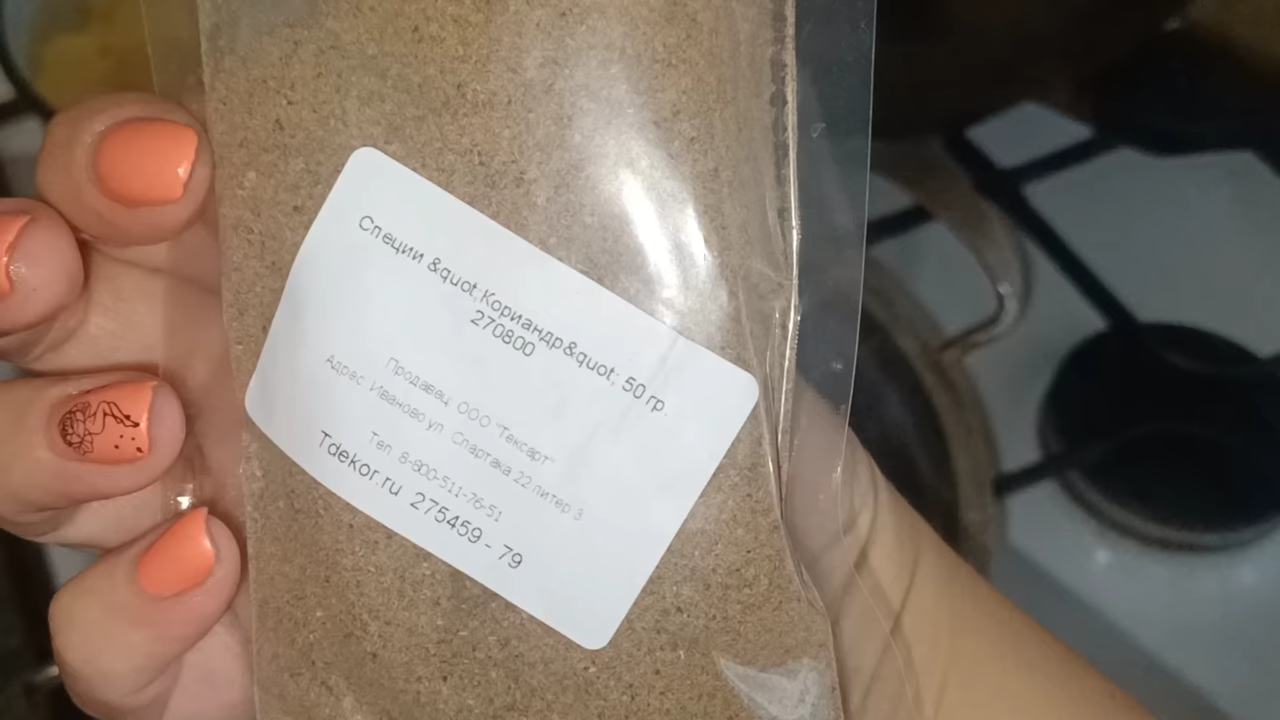 Специи &quot;Кориандр&quot; 50 гр.
270800
Продавец: ООО "Тексарт"
Адрес: Иваново ул. Спартака 22 литер 3
Тел. 8-800-511-76-51
Tdekor.ru 275459 - 79